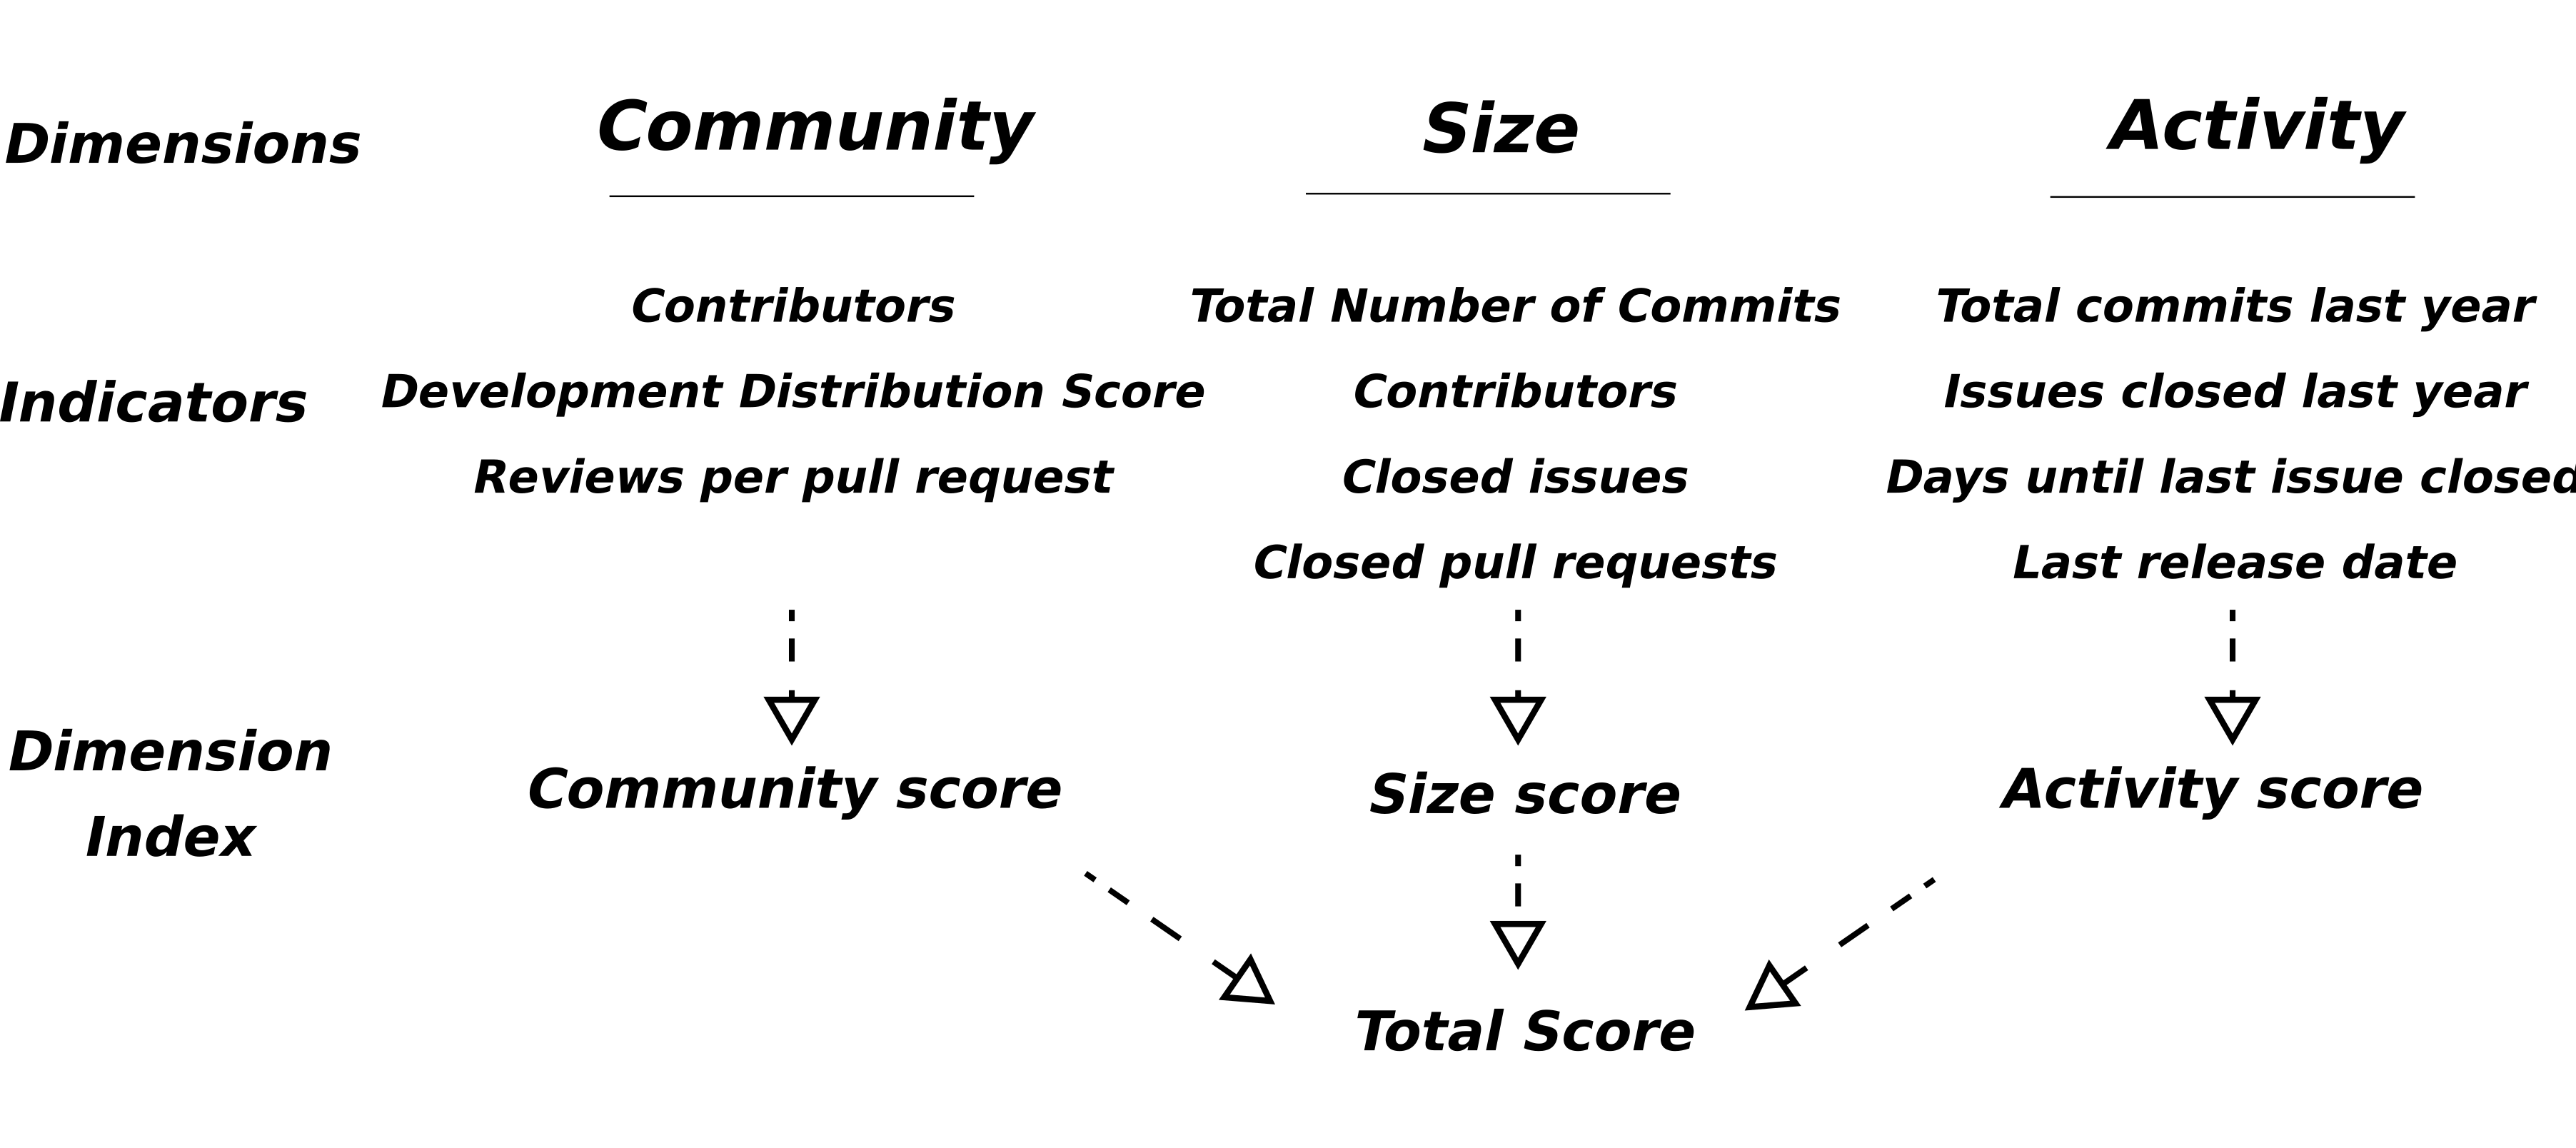 Dimensions
Community
Size
Activity
Indicators
Contributors
Development Distribution Score
Reviews per pull request
Total Number of Commits
Contributors
Closed issues
Closed pull requests
Total commits last year
Issues closed last year
Days until last issue closed
Last release date
Dimension
Index
Community score
Size score
Activity score
Total Score